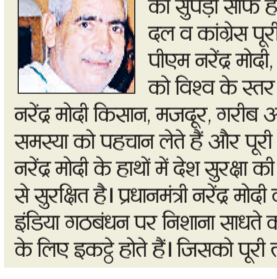 का सुपड़ा साफ ह
दल व कांग्रेस पूरी
पीएम नरेंद्र मोदी,
को विश्व के स्तर
नरेंद्र मोदी किसान, मजदूर, गरीब अ
समस्या को पहचान लेते हैं और पूरी
नरेंद्र मोदी के हाथों में देश सुरक्षा की
से सुरक्षित है। प्रधानमंत्री नरेंद्र मोदी
इंडिया गठबंधन पर निशाना साधते क
के लिए इकट्ठे होते हैं। जिसको पूरी